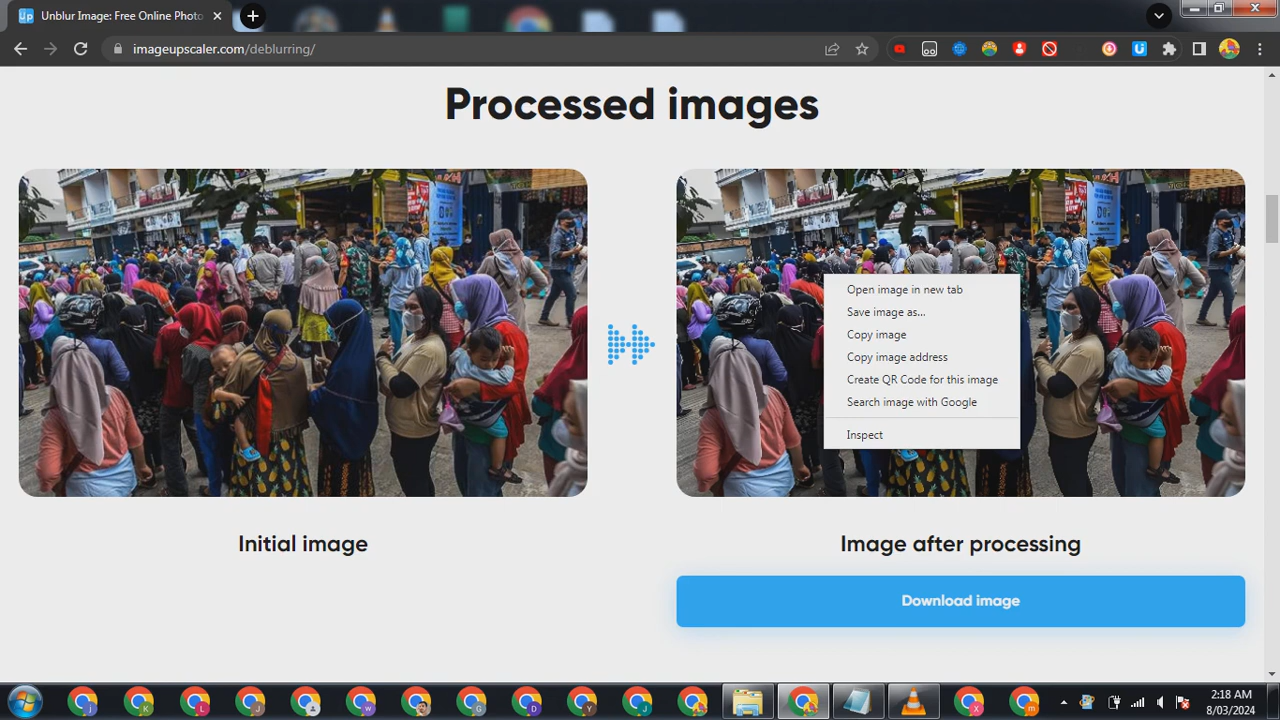 Unblur Image: Free Online Photo
imageupscaler.com/deblurring/
Processed images
Open image in new tab
Save image as...
Copy image
Copy image address
Create QR Code for this image
Search image with Google
Inspect
Initial image
Image after processing
Download image
2:18 AM
8/03/2024